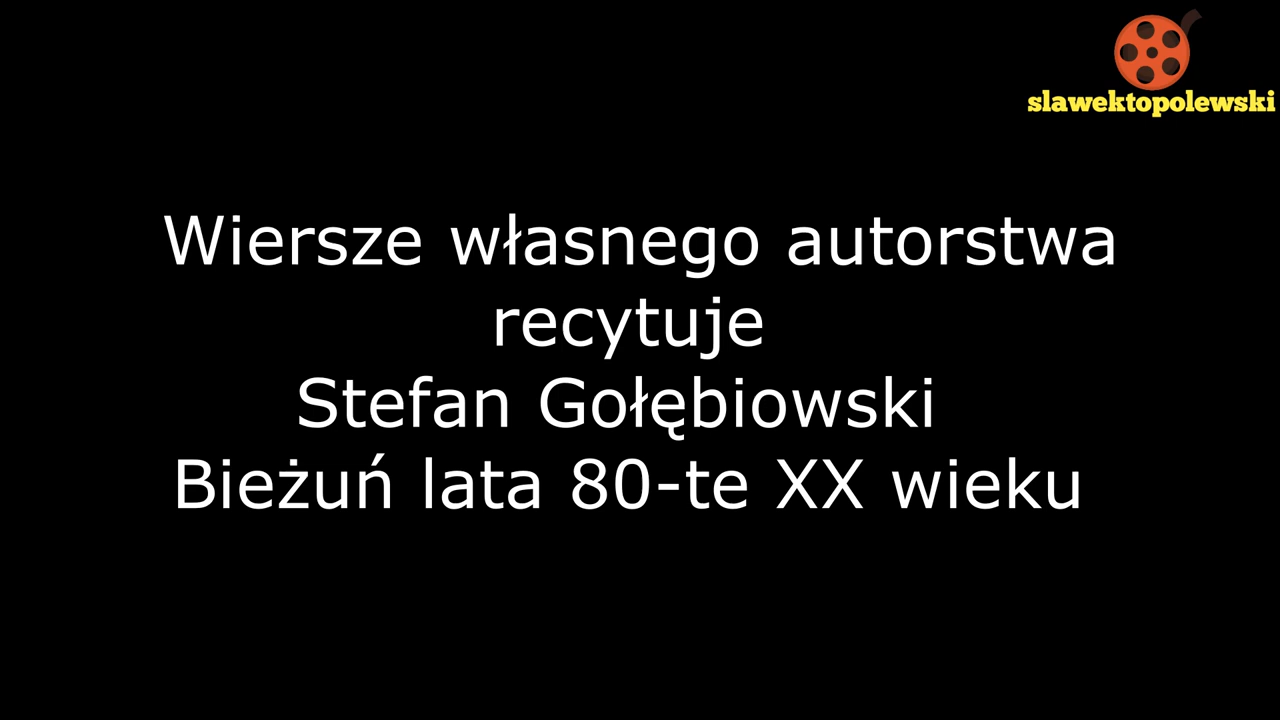 slawektopolewski
Wiersze własnego autorstwa
recytuje
Stefan Gołębiowski
Bieżuń lata 80-te XX wieku